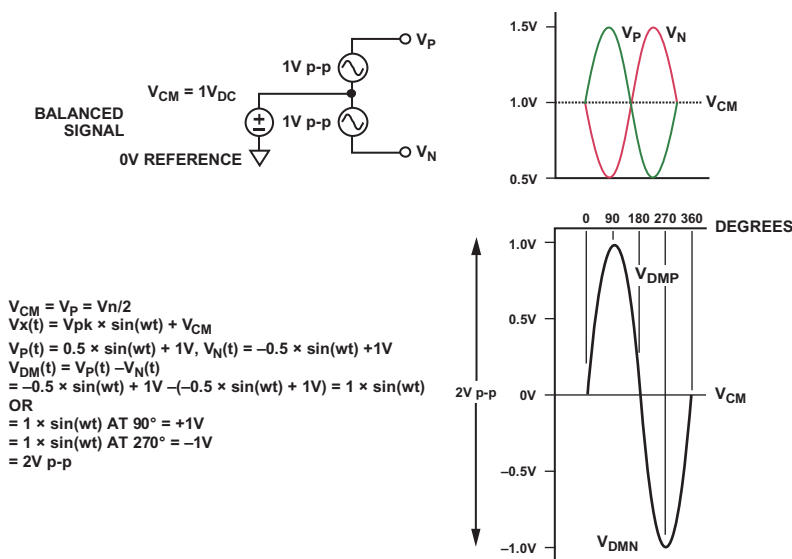 1V p-p
V_P
V_CM = 1V_DC
BALANCED
SIGNAL
1V p-p
0V REFERENCE
V_N
1.5V
V_P
V_N
1.0V
V_CM
0.5V
0 90 180 270 360
DEGREES
1.0V
V_DMP
0.5V
2V p-p
0V
V_CM
–0.5V
V_DMN
–1.0V
V_CM = V_P = Vn/2
Vx(t) = Vpk × sin(wt) + V_CM
V_P(t) = 0.5 × sin(wt) + 1V, V_N(t) = –0.5 × sin(wt) +1V
V_DM(t) = V_P(t) –V_N(t)
= –0.5 × sin(wt) + 1V –(–0.5 × sin(wt) + 1V) = 1 × sin(wt)
OR
= 1 × sin(wt) AT 90° = +1V
= 1 × sin(wt) AT 270° = –1V
= 2V p-p